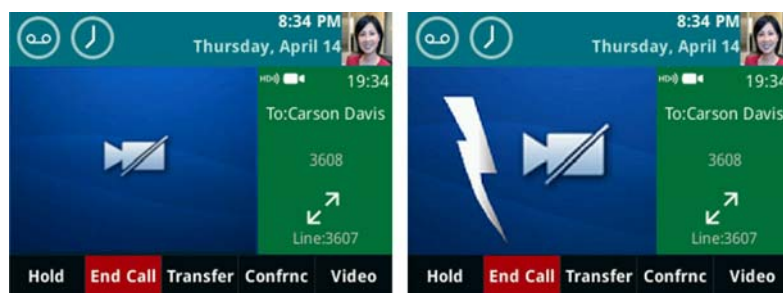 8:34 PM
Thursday, April 14
HD
19:34
To:Carson Davis
3608
Line:3607
Hold End Call Transfer Confrnc Video
8:34 PM
Thursday, April 14
HD
19:34
To:Carson Davis
3608
Line:3607
Hold End Call Transfer Confrnc Video